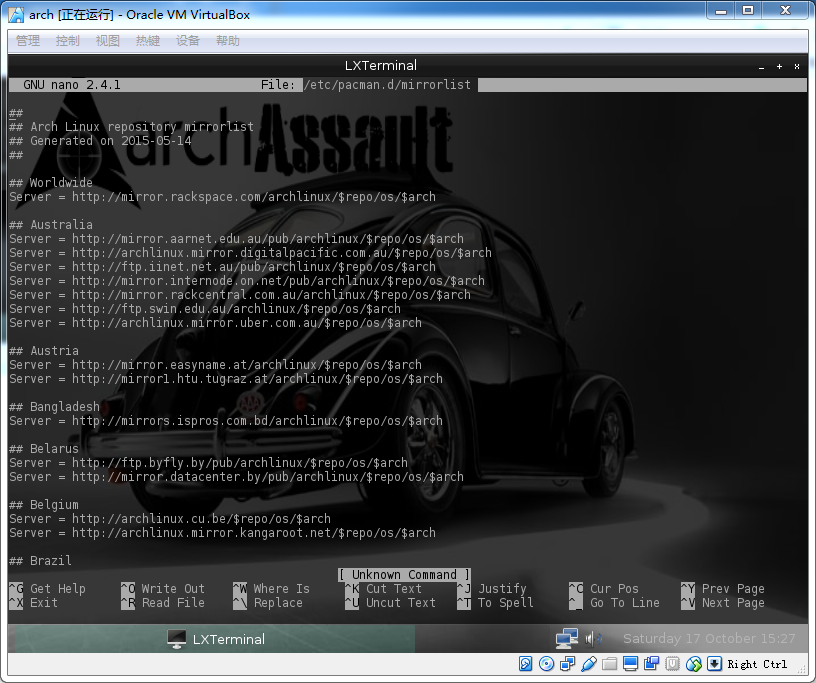 arch [正在运行] - Oracle VM VirtualBox
管理 控制 视图 热键 设备 帮助
LXTerminal
GNU nano 2.4.1 File: /etc/pacman.d/mirrorlist
archAssault
##
## Arch Linux repository mirrorlist
## Generated on 2015-05-14
##
## Worldwide
Server = http://mirror.rackspace.com/archlinux/$repo/os/$arch
## Australia
Server = http://mirror.aarnet.edu.au/pub/archlinux/$repo/os/$arch
Server = http://archlinux.mirror.digitalpacific.com.au/$repo/os/$arch
Server = http://ftp.iinet.net.au/pub/archlinux/$repo/os/$arch
Server = http://mirror.internode.on.net/pub/archlinux/$repo/os/$arch
Server = http://mirror.rackcentral.com.au/archlinux/$repo/os/$arch
Server = http://ftp.swin.edu.au/archlinux/$repo/os/$arch
Server = http://archlinux.mirror.uber.com.au/$repo/os/$arch
## Austria
Server = http://mirror.easyname.at/archlinux/$repo/os/$arch
Server = http://mirror1.htu.tugraz.at/archlinux/$repo/os/$arch
## Bangladesh
Server = http://mirrors.ispros.com.bd/archlinux/$repo/os/$arch
## Belarus
Server = http://ftp.byfly.by/pub/archlinux/$repo/os/$arch
Server = http://mirror.datacenter.by/pub/archlinux/$repo/os/$arch
## Belgium
Server = http://archlinux.cu.be/$repo/os/$arch
Server = http://archlinux.mirror.kangaroot.net/$repo/os/$arch
## Brazil
[ Unknown Command ]
^G Get Help ^O Write Out ^W Where Is ^K Cut Text ^J Justify ^C Cur Pos ^Y Prev Page
^X Exit ^R Read File ^\ Replace ^U Uncut Text ^T To Spell ^_ Go To Line ^V Next Page
LXTerminal Saturday 17 October 15:27
Right Ctrl